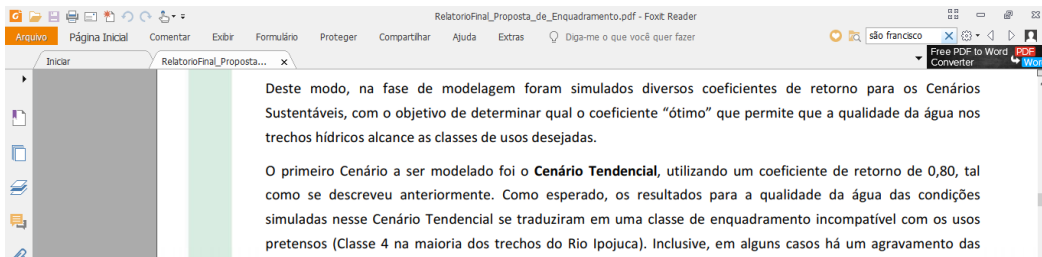 RelatorioFinal_Proposta_de_Enquadramento.pdf - Foxit Reader
Arquivo Página Inicial Comentar Exibir Formulário Proteger Compartilhar Ajuda Extras Diga-me o que você quer fazer são francisco
Free PDF to Word Converter PDF Wor
Iniciar RelatorioFinal_Proposta...
Deste modo, na fase de modelagem foram simulados diversos coeficientes de retorno para os Cenários
Sustentáveis, com o objetivo de determinar qual o coeficiente “ótimo” que permite que a qualidade da água nos
trechos hídricos alcance as classes de usos desejadas.
O primeiro Cenário a ser modelado foi o Cenário Tendencial, utilizando um coeficiente de retorno de 0,80, tal
como se descreveu anteriormente. Como esperado, os resultados para a qualidade da água das condições
simuladas nesse Cenário Tendencial se traduziram em uma classe de enquadramento incompatível com os usos
pretensos (Classe 4 na maioria dos trechos do Rio Ipojuca). Inclusive, em alguns casos há um agravamento das